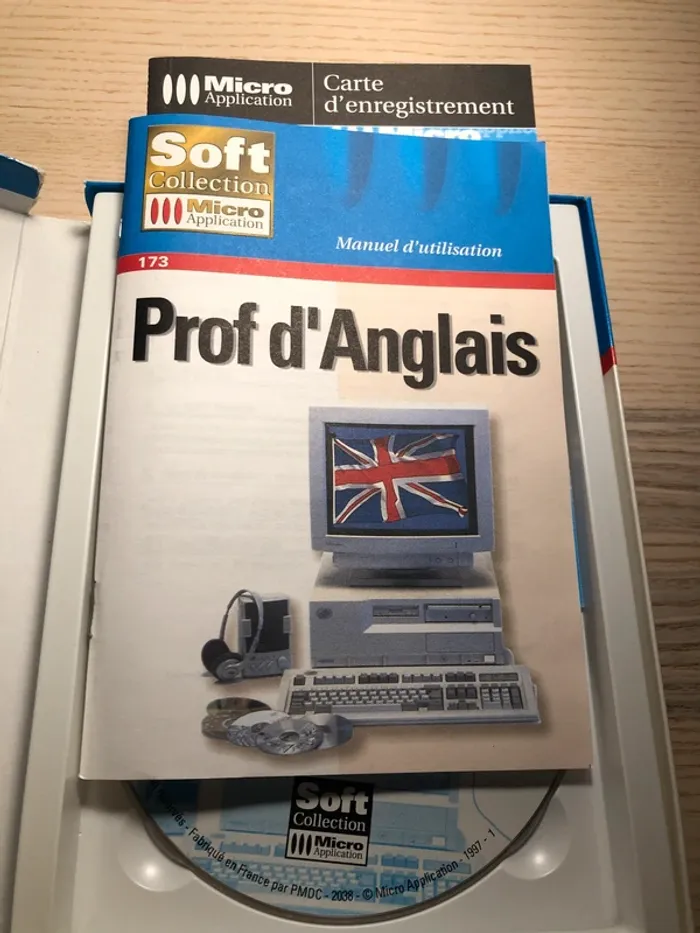 Micro
Application
Carte
d'enregistrement
Soft
Collection
Micro
Application
Manuel d'utilisation
173
Prof d'Anglais
Soft
Collection
Micro
Application
réservés - Fabriqué en France par PMDC - 2038 - © Micro Application - 1997 - 1